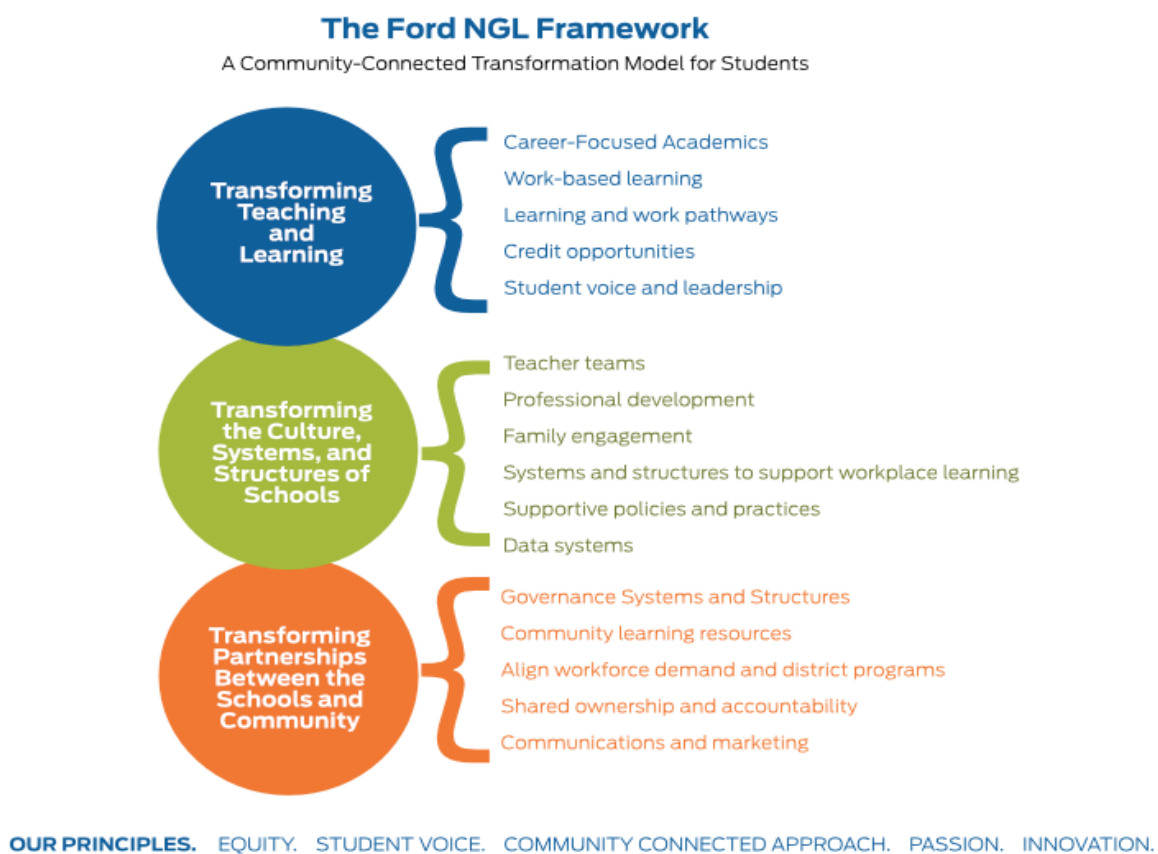 The Ford NGL Framework
A Community-Connected Transformation Model for Students
Transforming
Teaching
and
Learning
Career-Focused Academics
Work-based learning
Learning and work pathways
Credit opportunities
Student voice and leadership
Transforming
the Culture,
Systems, and
Structures of
Schools
Teacher teams
Professional development
Family engagement
Systems and structures to support workplace learning
Supportive policies and practices
Data systems
Transforming
Partnerships
Between the
Schools and
Community
Governance Systems and Structures
Community learning resources
Align workforce demand and district programs
Shared ownership and accountability
Communications and marketing
OUR PRINCIPLES. EQUITY. STUDENT VOICE. COMMUNITY CONNECTED APPROACH. PASSION. INNOVATION.